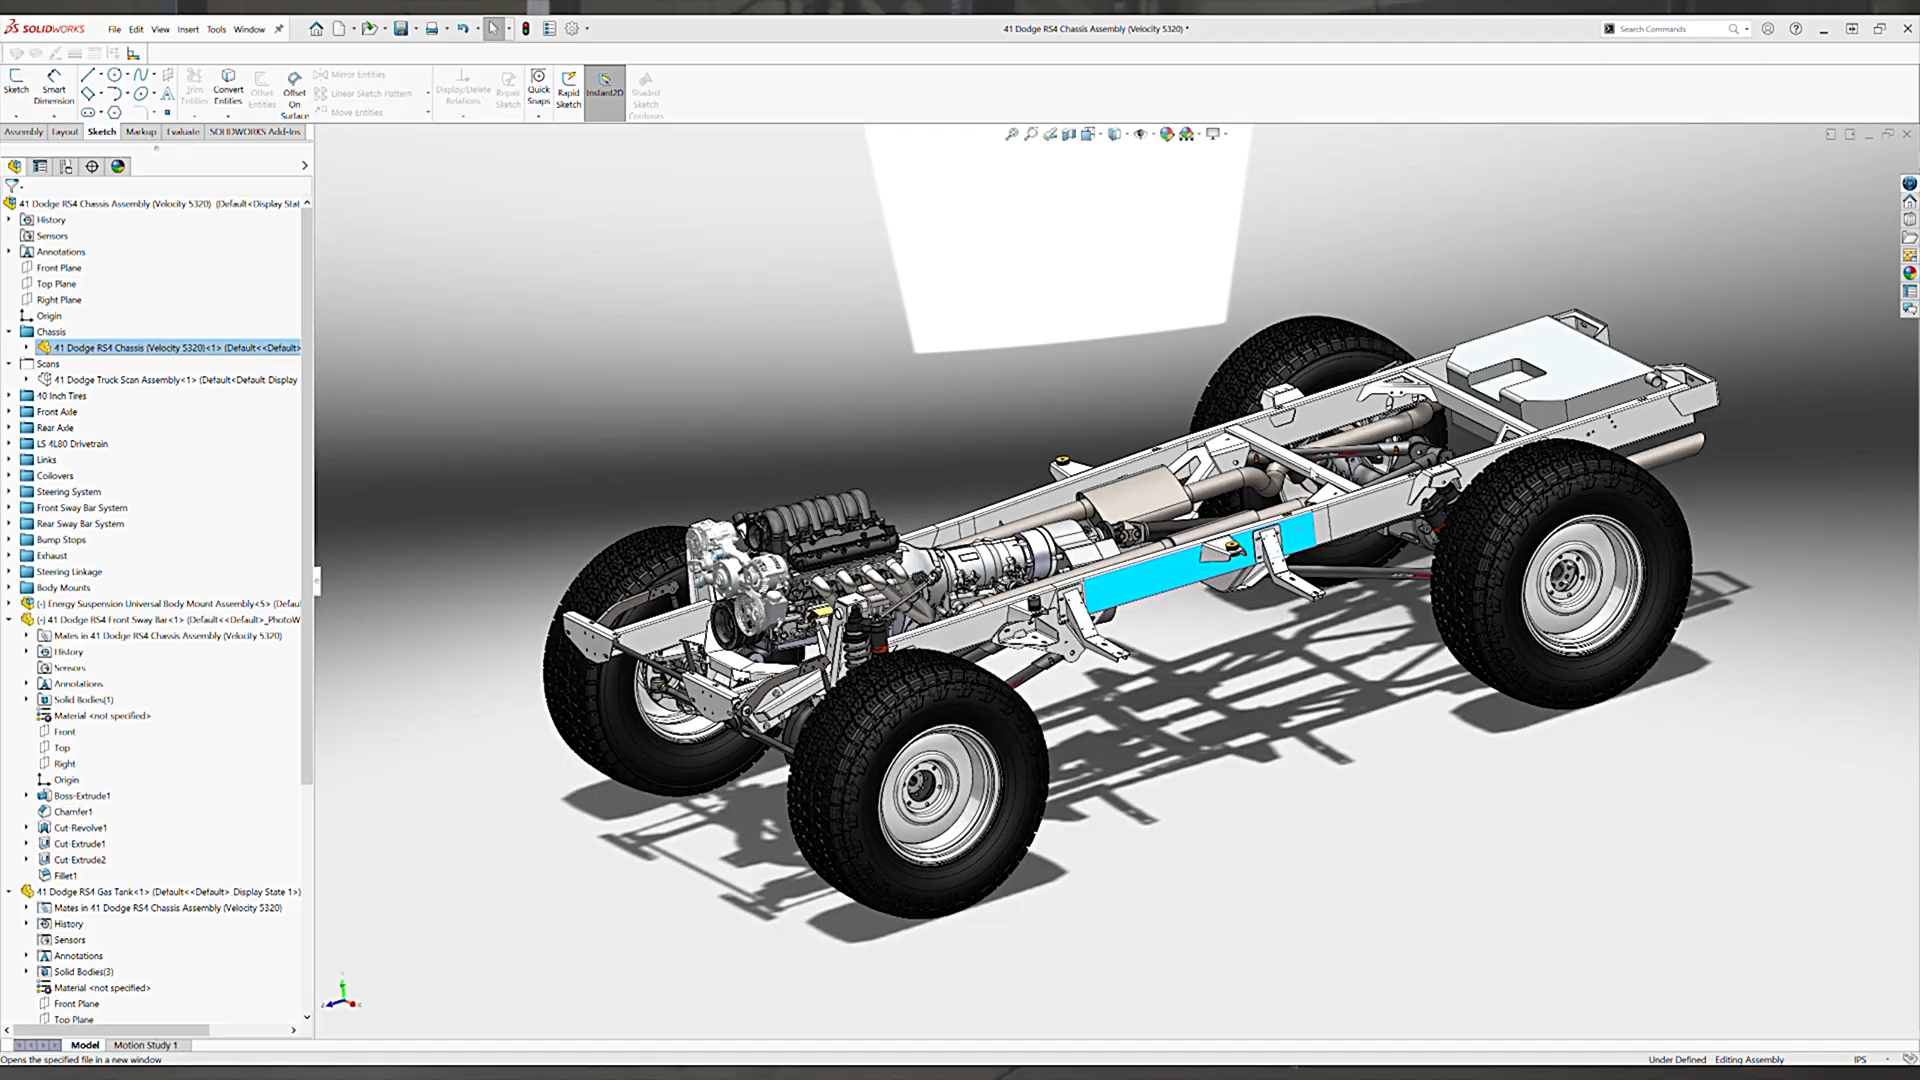 SOLIDWORKS File Edit View Insert Tools Window
41 Dodge RS4 Chassis Assembly (Velocity 5320) *
Search Commands
Sketch
Smart Dimension
Trim Entities
Convert Entities
Offset Entities
Offset On Surface
Mirror Entities
Linear Sketch Pattern
Move Entities
Display/Delete Relations
Repair Sketch
Quick Snaps
Rapid Sketch
Instant2D
Shaded Sketch Contours
Assembly Layout Sketch Markup Evaluate SOLIDWORKS Add-Ins
41 Dodge RS4 Chassis Assembly (Velocity 5320) (Default<Display Stat
History
Sensors
Annotations
Front Plane
Top Plane
Right Plane
Origin
Chassis
41 Dodge RS4 Chassis (Velocity 5320)<1> (Default<<Default>
Scans
41 Dodge Truck Scan Assembly<1> (Default<Default Display
40 Inch Tires
Front Axle
Rear Axle
LS 4L80 Drivetrain
Links
Coilovers
Steering System
Front Sway Bar System
Rear Sway Bar System
Bump Stops
Exhaust
Steering Linkage
Body Mounts
(-) Energy Suspension Universal Body Mount Assembly<5> (Defaul
(-) 41 Dodge RS4 Front Sway Bar<1> (Default<<Default>_PhotoW
Mates in 41 Dodge RS4 Chassis Assembly (Velocity 5320)
History
Sensors
Annotations
Solid Bodies(1)
Material <not specified>
Front
Top
Right
Origin
Boss-Extrude1
Chamfer1
Cut-Revolve1
Cut-Extrude1
Cut-Extrude2
Fillet1
41 Dodge RS4 Gas Tank<1> (Default<<Default> Display State 1>)
Mates in 41 Dodge RS4 Chassis Assembly (Velocity 5320)
History
Sensors
Annotations
Solid Bodies(3)
Material <not specified>
Front Plane
Top Plane
Model Motion Study 1
Opens the specified file in a new window
Under Defined Editing Assembly IPS